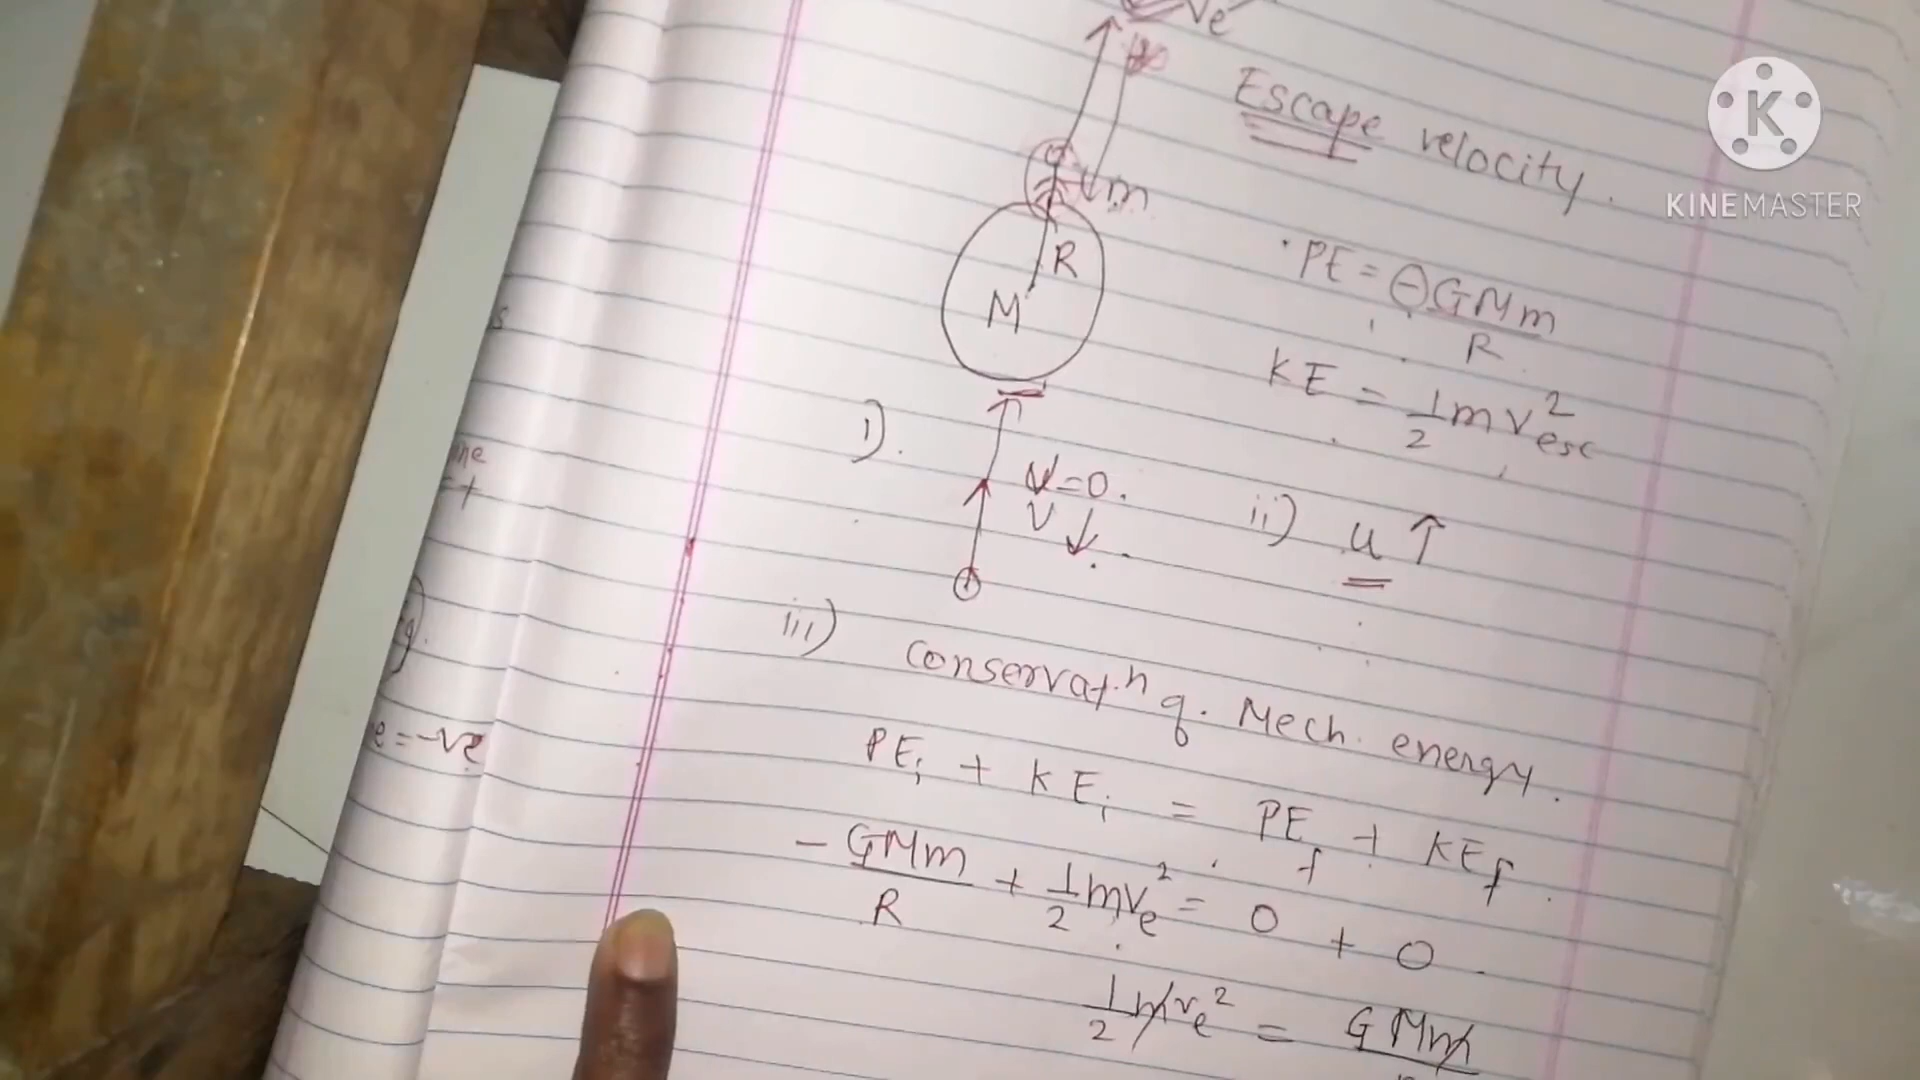 ve
Escape velocity.
KINEMASTER
m
R
M
PE = -GMm
R
KE = 1/2 mv²esc
i).
V=0.
V↓
ii) u↑
iii) Conservatn of. Mech. energy.
PEi + KEi = PEf + KEf
-GMm/R + 1/2 mve² = 0 + 0
1/2 mve² = GMm
e = -ve